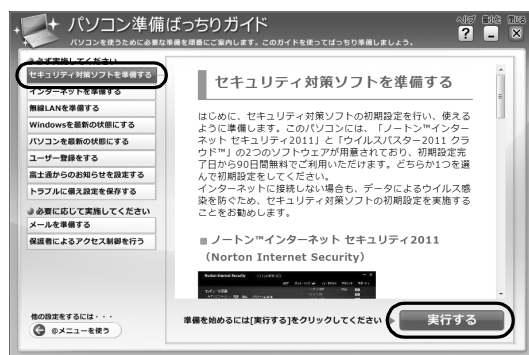 パソコン準備ばっちりガイド
パソコンを使うために必要な準備を順番にご案内します。このガイドを使ってばっちり準備しましょう。
ヘルプ 最小化 閉じる
必ず実施してください
セキュリティ対策ソフトを準備する
インターネットを準備する
無線LANを準備する
Windowsを最新の状態にする
パソコンを最新の状態にする
ユーザー登録をする
富士通からのお知らせを設定する
トラブルに備え設定を保存する
必要に応じて実施してください
メールを準備する
保護者によるアクセス制御を行う
他の設定をするには・・・
@メニューを使う
セキュリティ対策ソフトを準備する
はじめに、セキュリティ対策ソフトの初期設定を行い、使える
ように準備します。このパソコンには、「ノートン™インター
ネット セキュリティ2011」と「ウイルスバスター2011 クラ
ウド™」の2つのソフトウェアが用意されており、初期設定完
了日から90日間無料でご利用いただけます。どちらか1つを選
んで初期設定をしてください。
インターネットに接続しない場合も、データによるウイルス感
染を防ぐため、セキュリティ対策ソフトの初期設定を実施する
ことをお勧めします。
■ ノートン™インターネット セキュリティ2011
（Norton Internet Security）
Norton Internet Security
準備を始めるには[実行する]をクリックしてください
実行する